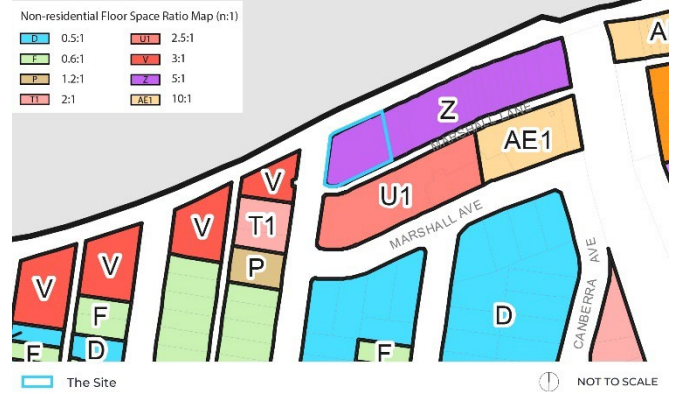 Non-residential Floor Space Ratio Map (n:1)
D 0.5:1 U1 2.5:1
F 0.6:1 V 3:1
P 1.2:1 Z 5:1
T1 2:1 AE1 10:1
A
Z
MARSHALL LANE
AE1
V
U1
T1
V
MARSHALL AVE
P
V
V
CANBERRA AVE
F
D
D
F
The Site
NOT TO SCALE